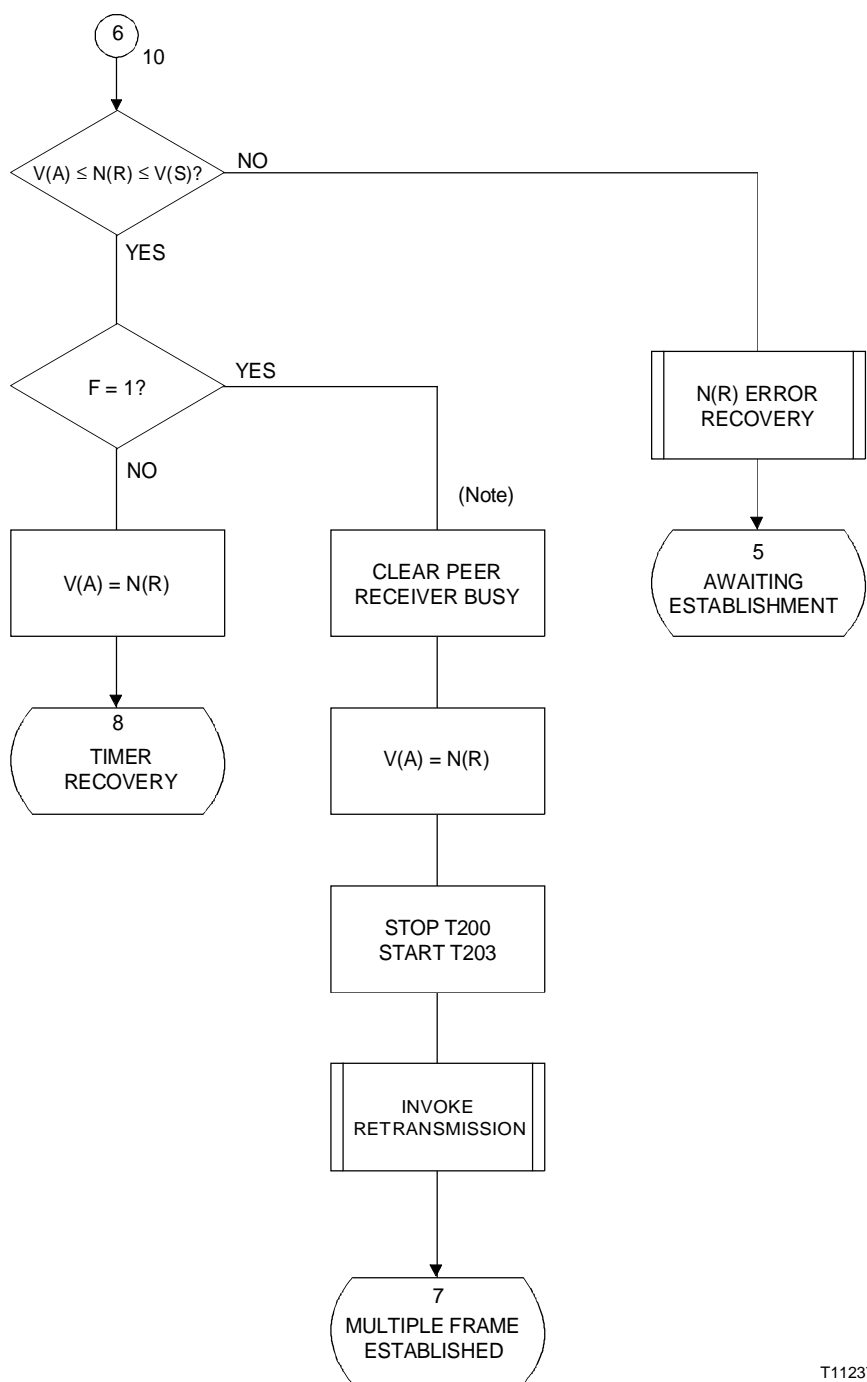 6
10
V(A) ≤ N(R) ≤ V(S)?
NO
YES
F = 1?
YES
NO
N(R) ERROR
RECOVERY
(Note)
V(A) = N(R)
CLEAR PEER
RECEIVER BUSY
5
AWAITING
ESTABLISHMENT
8
TIMER
RECOVERY
V(A) = N(R)
STOP T200
START T203
INVOKE
RETRANSMISSION
7
MULTIPLE FRAME
ESTABLISHED